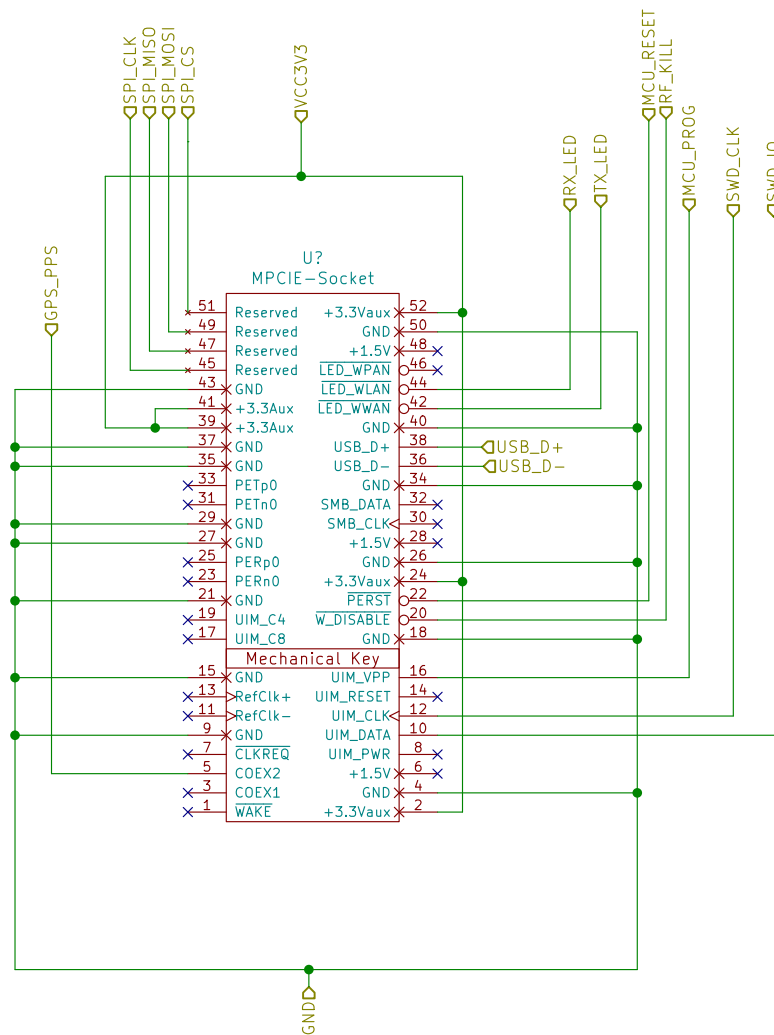 SPI_CLK
SPI_MISO
SPI_MOSI
SPI_CS
VCC3V3
MCU_RESET
RF_KILL
RX_LED
TX_LED
MCU_PROG
SWD_CLK
SWD_IO
GPS_PPS
U?
MPCIE-Socket
51 Reserved +3.3Vaux 52
49 Reserved GND 50
47 Reserved +1.5V 48
45 Reserved LED_WPAN 46
43 GND LED_WLAN 44
41 +3.3Aux LED_WWAN 42
39 +3.3Aux GND 40
37 GND USB_D+ 38 USB_D+
35 GND USB_D- 36 USB_D-
33 PETp0 GND 34
31 PETn0 SMB_DATA 32
29 GND SMB_CLK 30
27 GND +1.5V 28
25 PERp0 GND 26
23 PERn0 +3.3Vaux 24
21 GND PERST 22
19 UIM_C4 W_DISABLE 20
17 UIM_C8 GND 18
Mechanical Key
15 GND UIM_VPP 16
13 RefClk+ UIM_RESET 14
11 RefClk- UIM_CLK 12
9 GND UIM_DATA 10
7 CLKREQ UIM_PWR 8
5 COEX2 +1.5V 6
3 COEX1 GND 4
1 WAKE +3.3Vaux 2
GND